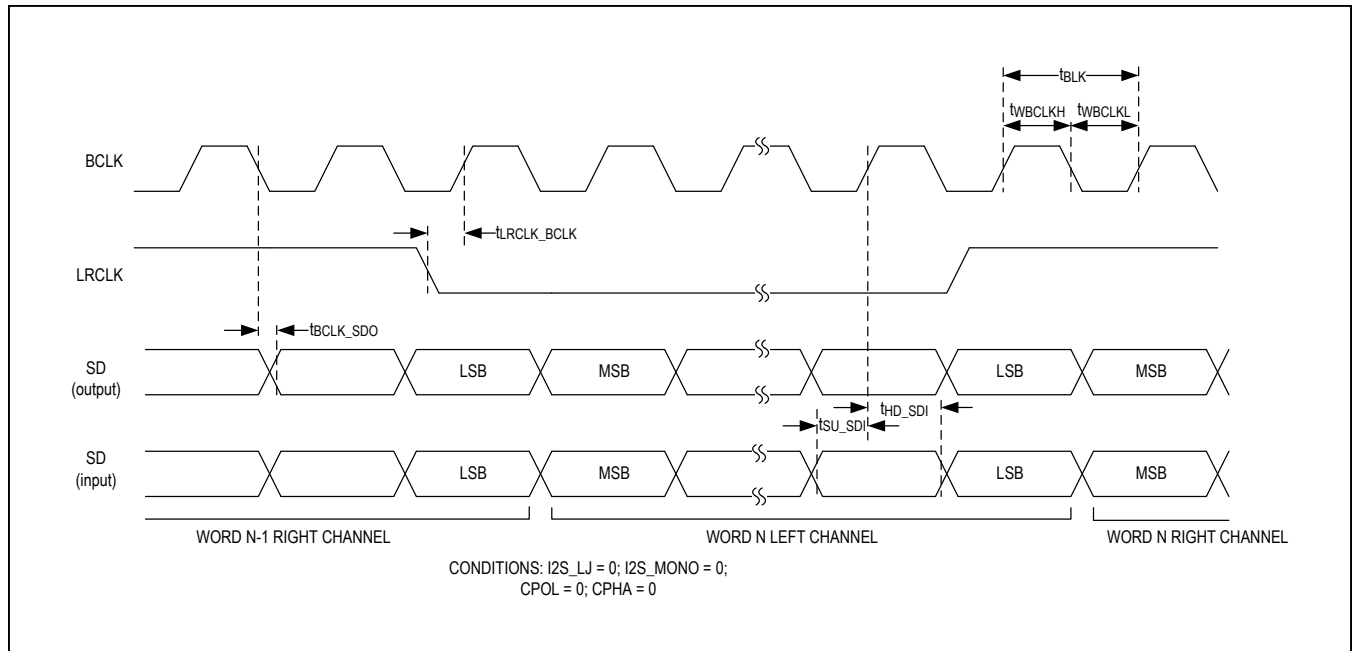 tBLK
tWBCLKH tWBCLKL
BCLK
tLRCLK_BCLK
LRCLK
tBCLK_SDO
SD
(output)
LSB MSB LSB MSB
tHD_SDI
tSU_SDI
SD
(input)
LSB MSB LSB MSB
WORD N-1 RIGHT CHANNEL WORD N LEFT CHANNEL WORD N RIGHT CHANNEL
CONDITIONS: I2S_LJ = 0; I2S_MONO = 0;
CPOL = 0; CPHA = 0